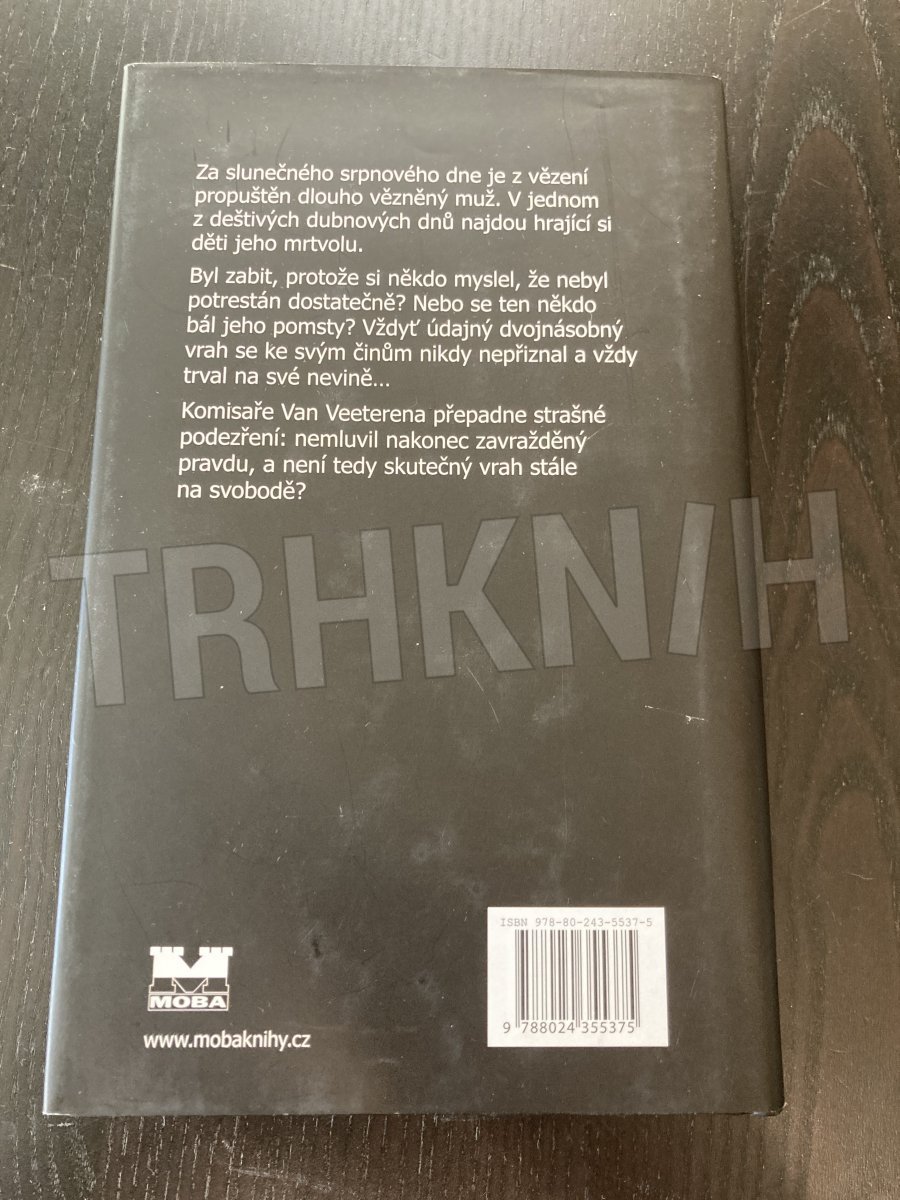 Za slunečného srpnového dne je z vězení
propuštěn dlouho vězněný muž. V jednom
z deštivých dubnových dnů najdou hrající si
děti jeho mrtvolu.
Byl zabit, protože si někdo myslel, že nebyl
potrestán dostatečně? Nebo se ten někdo
bál jeho pomsty? Vždyť údajný dvojnásobný
vrah se ke svým činům nikdy nepřiznal a vždy
trval na své nevině...
Komisaře Van Veeterena přepadne strašné
podezření: nemluvil nakonec zavražděný
pravdu, a není tedy skutečný vrah stále
na svobodě?
TRHKNIH
ISBN 978-80-243-5537-5
9 788024 355375
MOBA
www.mobaknihy.cz